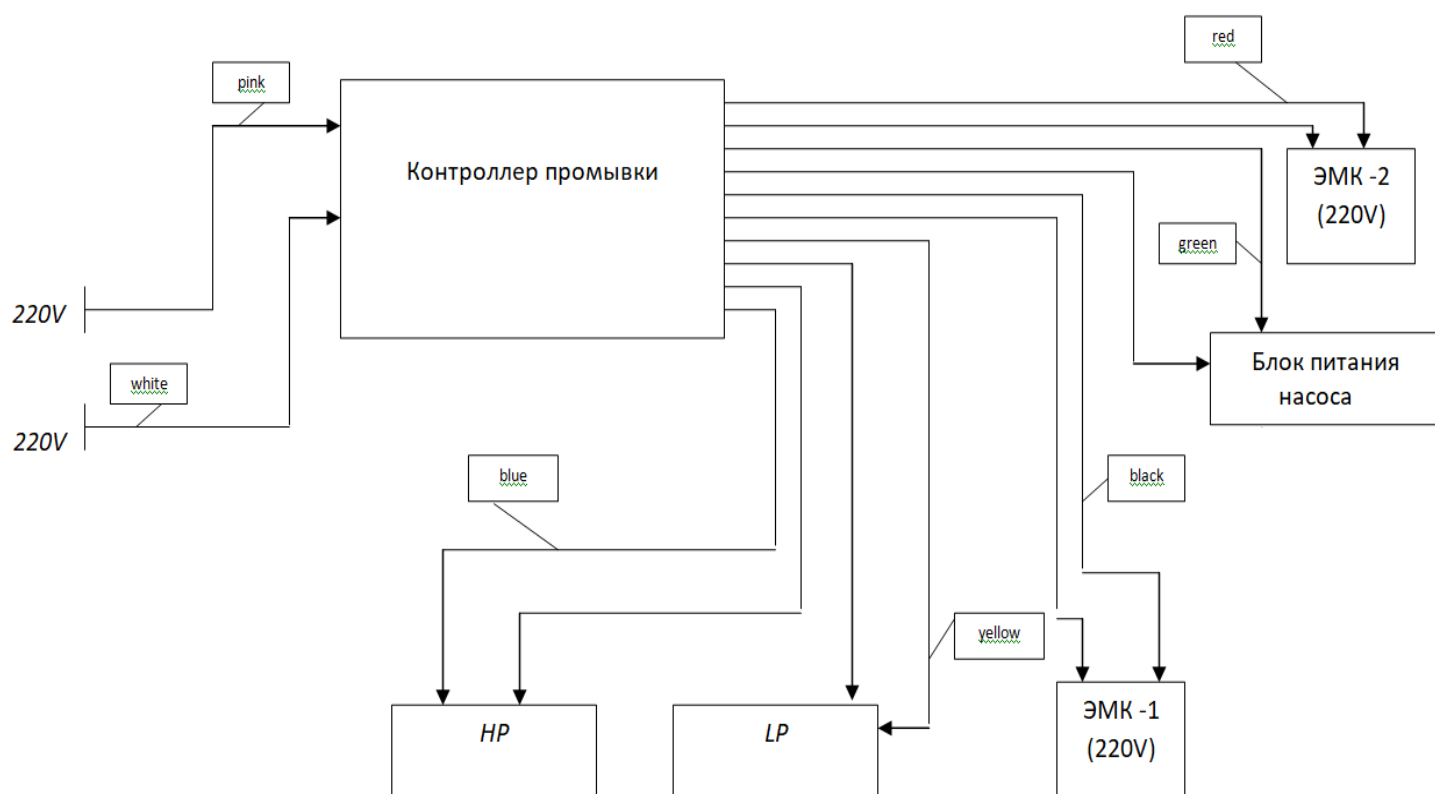 red
pink
Контроллер промывки
ЭМК -2
(220V)
green
220V
Блок питания
насоса
white
220V
blue
black
yellow
HP
LP
ЭМК -1
(220V)